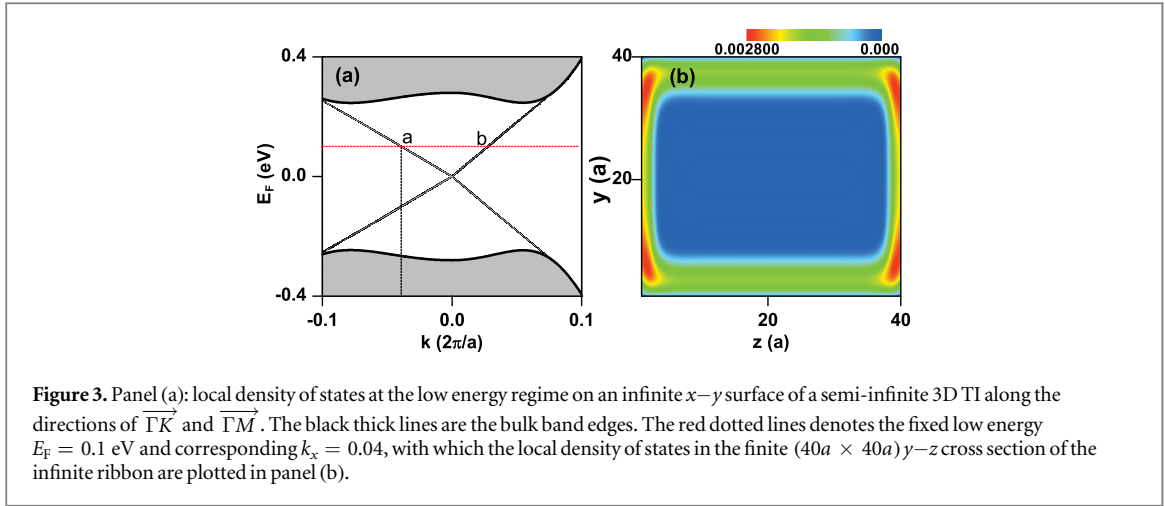 0.002800 0.000
0.4 (a) 40 (b)
a b
E_F (eV) 0.0 y (a) 20
-0.4
-0.1 0.0 0.1 20 40
k (2π/a) z (a)
Figure 3. Panel (a): local density of states at the low energy regime on an infinite x−y surface of a semi-infinite 3D TI along the
directions of \overrightarrow{ΓK} and \overrightarrow{ΓM}. The black thick lines are the bulk band edges. The red dotted lines denotes the fixed low energy
E_F = 0.1 eV and corresponding k_x = 0.04, with which the local density of states in the finite (40a × 40a) y−z cross section of the
infinite ribbon are plotted in panel (b).